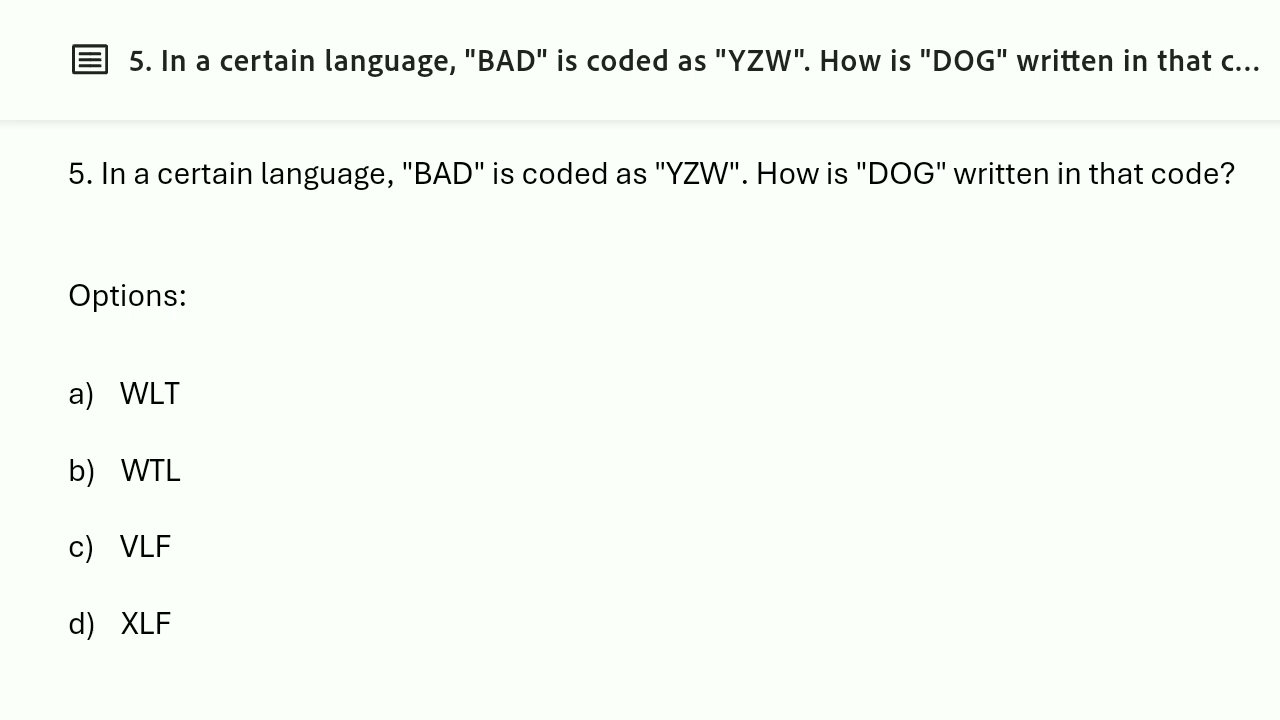 5. In a certain language, "BAD" is coded as "YZW". How is "DOG" written in that c...
5. In a certain language, "BAD" is coded as "YZW". How is "DOG" written in that code?
Options:
a) WLT
b) WTL
c) VLF
d) XLF